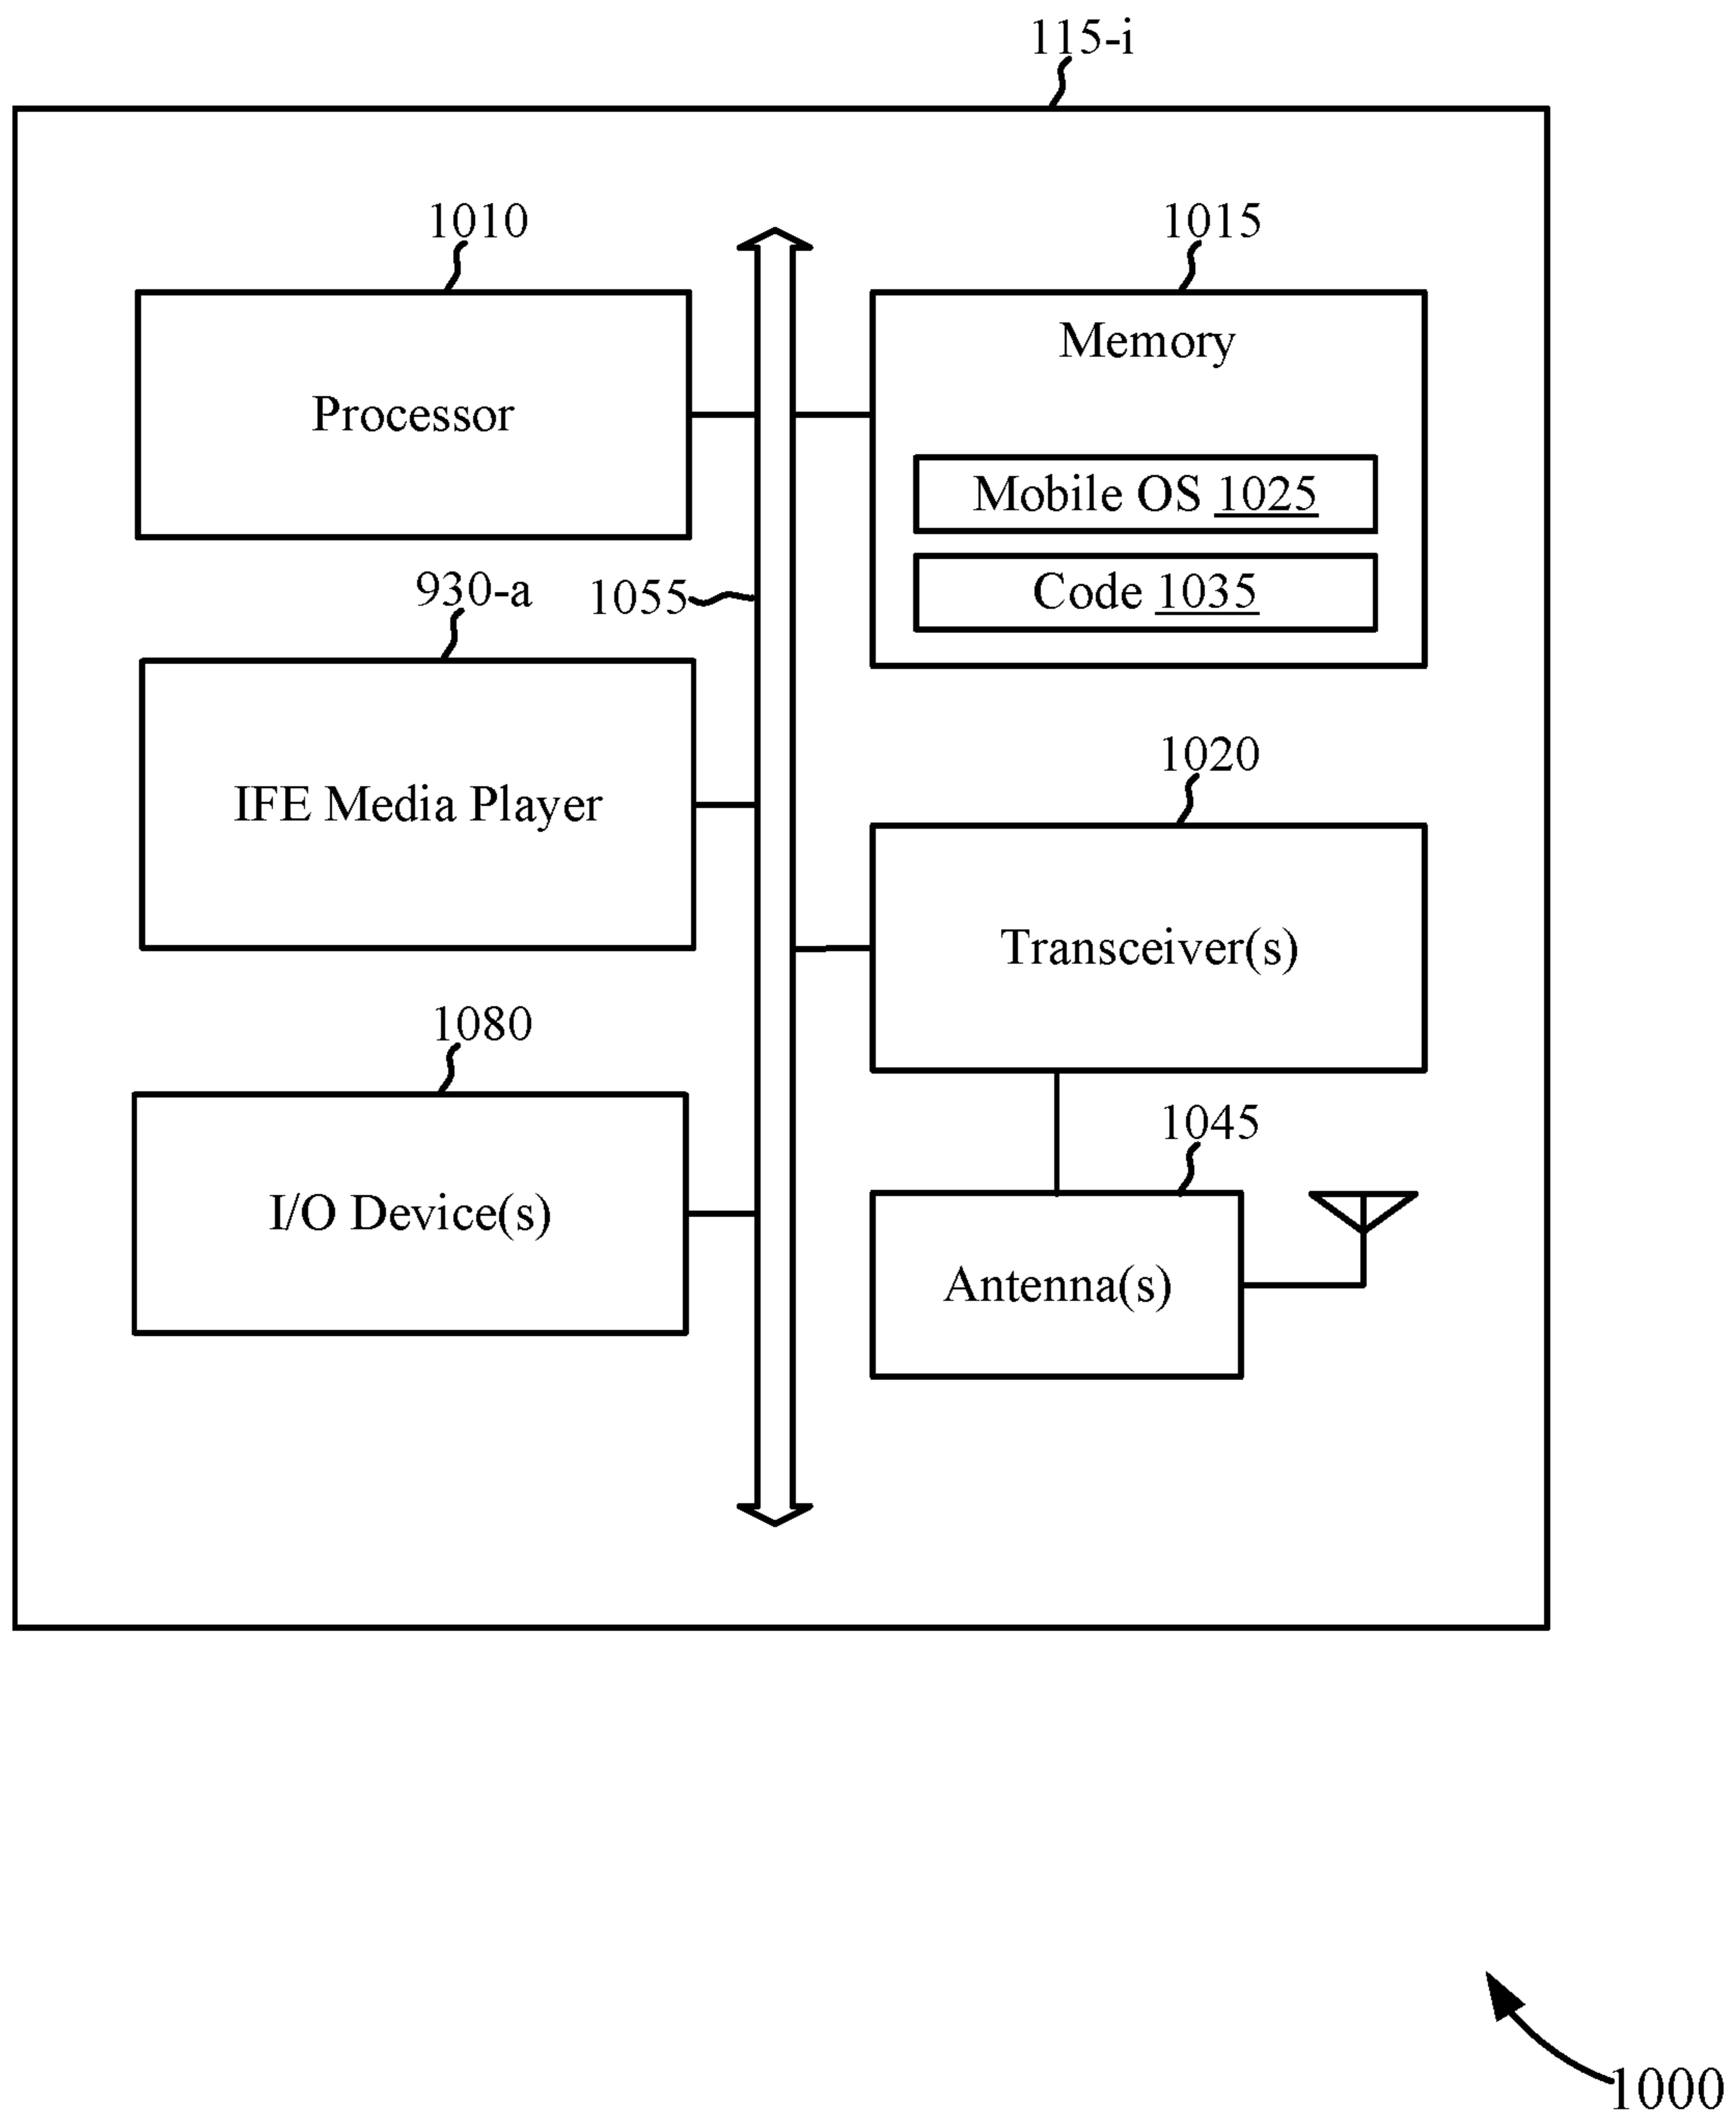 115-i
1010
1015
Processor
Memory
Mobile OS 1025
Code 1035
930-a
1055
IFE Media Player
1020
Transceiver(s)
1080
I/O Device(s)
1045
Antenna(s)
1000